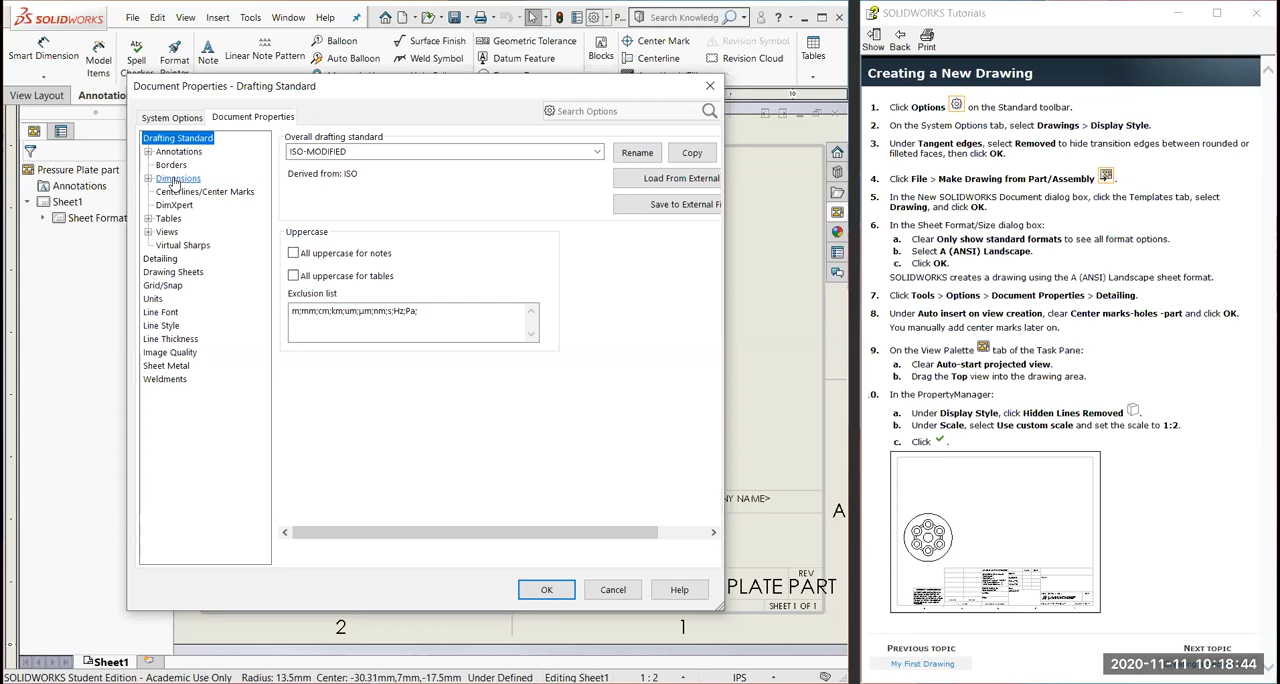 SOLIDWORKS File Edit View Insert Tools Window Help P... Search Knowledg
Smart Dimension Model Items Spell Checker Format Painter Note Linear Note Pattern Balloon Auto Balloon Surface Finish Weld Symbol Geometric Tolerance Datum Feature Blocks Center Mark Centerline Revision Symbol Revision Cloud Tables
View Layout Annotation
Pressure Plate part
Annotations
Sheet1
Sheet Format
Document Properties - Drafting Standard
System Options Document Properties Search Options
Drafting Standard
Annotations
Borders
Dimensions
Centerlines/Center Marks
DimXpert
Tables
Views
Virtual Sharps
Detailing
Drawing Sheets
Grid/Snap
Units
Line Font
Line Style
Line Thickness
Image Quality
Sheet Metal
Weldments
Overall drafting standard
ISO-MODIFIED Rename Copy
Derived from: ISO Load From External
Save to External Fi
Uppercase
All uppercase for notes
All uppercase for tables
Exclusion list
m;mm;cm;km;um;µm;nm;s;Hz;Pa;
OK Cancel Help
10
NY NAME>
A
REV
PLATE PART
SHEET 1 OF 1
2 1
Sheet1
SOLIDWORKS Student Edition - Academic Use Only Radius: 13.5mm Center: -30.31mm,7mm,-17.5mm Under Defined Editing Sheet1 1 : 2 IPS
SOLIDWORKS Tutorials
Show Back Print
Creating a New Drawing
1. Click Options on the Standard toolbar.
2. On the System Options tab, select Drawings > Display Style.
3. Under Tangent edges, select Removed to hide transition edges between rounded or
filleted faces, then click OK.
4. Click File > Make Drawing from Part/Assembly .
5. In the New SOLIDWORKS Document dialog box, click the Templates tab, select
Drawing, and click OK.
6. In the Sheet Format/Size dialog box:
a. Clear Only show standard formats to see all format options.
b. Select A (ANSI) Landscape.
c. Click OK.
SOLIDWORKS creates a drawing using the A (ANSI) Landscape sheet format.
7. Click Tools > Options > Document Properties > Detailing.
8. Under Auto insert on view creation, clear Center marks-holes -part and click OK.
You manually add center marks later on.
9. On the View Palette tab of the Task Pane:
a. Clear Auto-start projected view.
b. Drag the Top view into the drawing area.
.0. In the PropertyManager:
a. Under Display Style, click Hidden Lines Removed .
b. Under Scale, select Use custom scale and set the scale to 1:2.
c. Click .
PREVIOUS TOPIC NEXT TOPIC
My First Drawing
2020-11-11 10:18:44